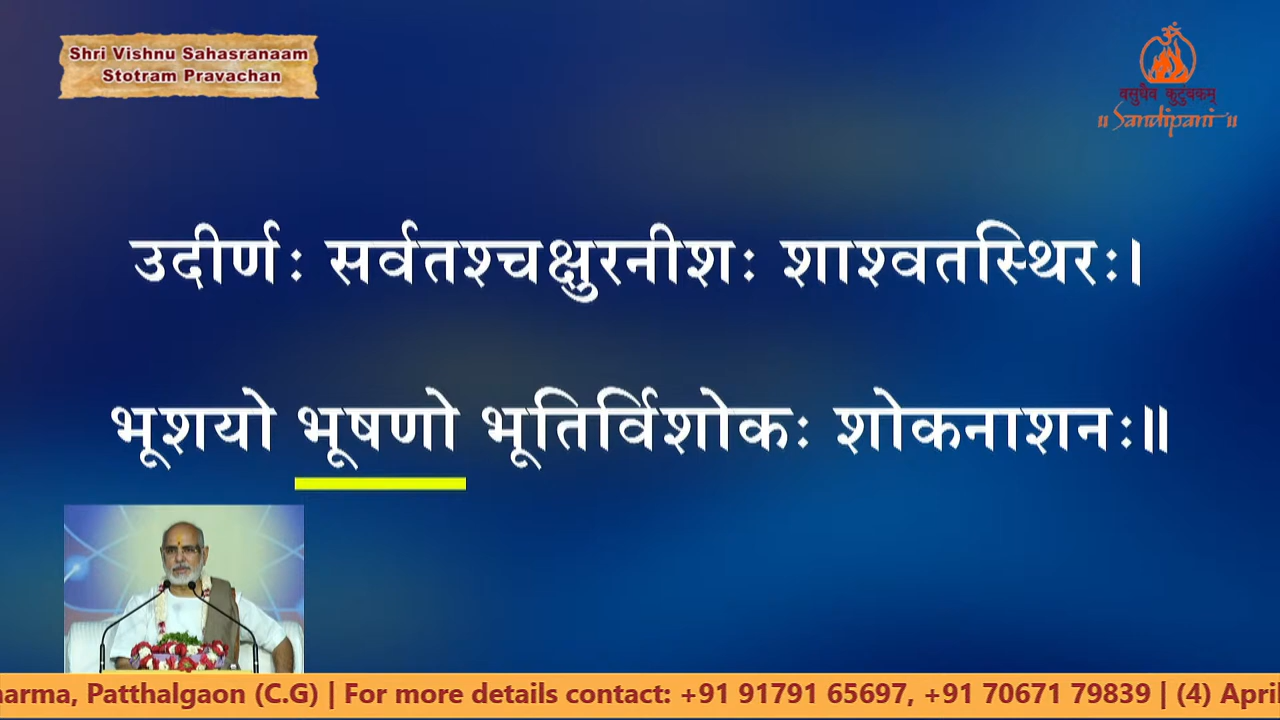 Shri Vishnu Sahasranaam
Stotram Pravachan
ॐ
वसुधैव कुटुंबकम्
॥ Sandipani ॥
उदीर्णः सर्वतश्चक्षुरनीशः शाश्वतस्थिरः।
भूशयो भूषणो भूतिर्विशोकः शोकनाशनः॥
harma, Patthalgaon (C.G) | For more details contact: +91 91791 65697, +91 70671 79839 | (4) April